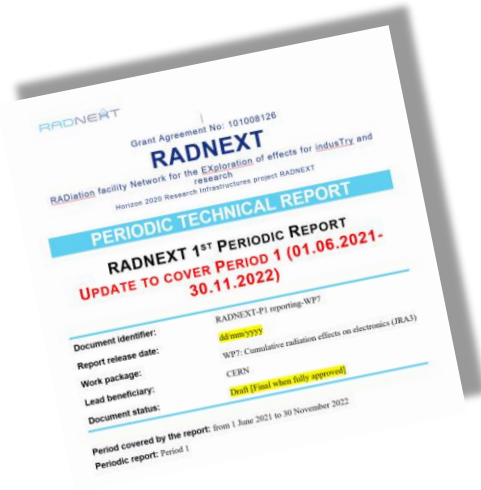 RADNEXT
Grant Agreement No: 101008126
RADNEXT
RADiation facility Network for the EXploration of effects for indusTry and
research
Horizon 2020 Research Infrastructures project RADNEXT
PERIODIC TECHNICAL REPORT
RADNEXT 1ST PERIODIC REPORT
UPDATE TO COVER PERIOD 1 (01.06.2021-
30.11.2022)
Document identifier: RADNEXT-P1 reporting-WP7
Report release date: dd/mm/yyyy
Work package: WP7: Cumulative radiation effects on electronics (JRA3)
Lead beneficiary: CERN
Document status: Draft [Final when fully approved]
Period covered by the report: from 1 June 2021 to 30 November 2022
Periodic report: Period 1